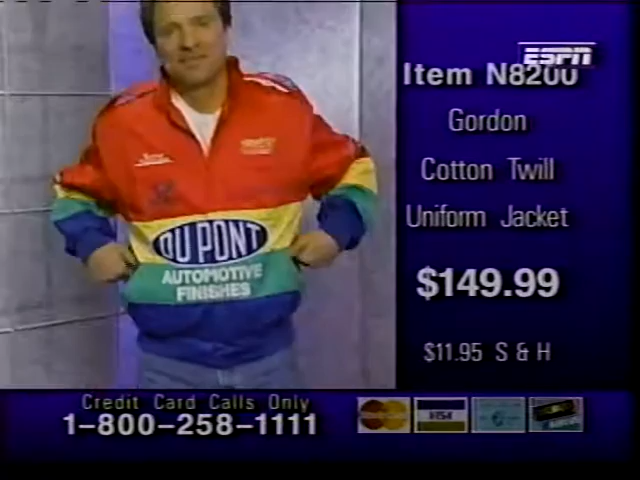 ESPN
Item N8200
Gordon
Cotton Twill
Uniform Jacket
$149.99
$11.95 S & H
DU PONT
AUTOMOTIVE
FINISHES
Credit Card Calls Only
1-800-258-1111
MasterCard
VISA